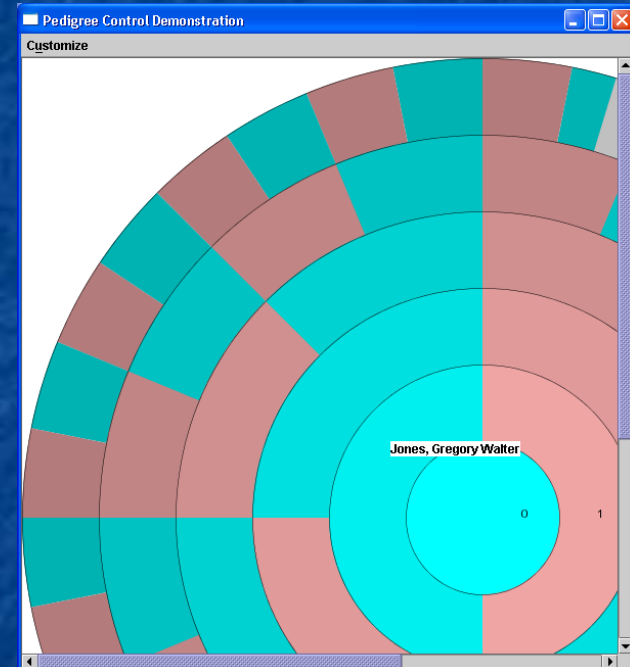 Pedigree Control Demonstration
Customize
Jones, Gregory Walter
0
1